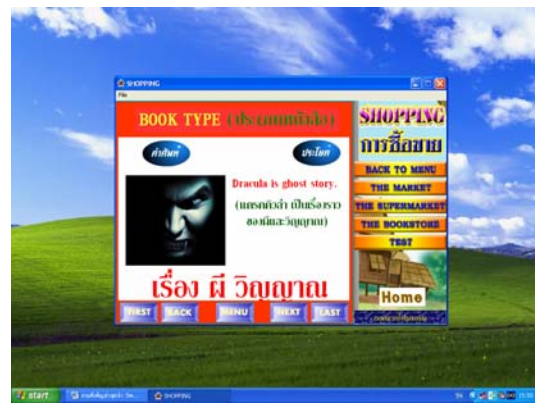 SHOPPING
File
BOOK TYPE (ประเภทหนังสือ)
คำศัพท์
ประโยค
Dracula is ghost story.
(แดรกคิวล่า เป็นเรื่องราว
ของผีและวิญญาณ)
เรื่อง ผี วิญญาณ
FIRST
BACK
MENU
NEXT
LAST
SHOPPING
การซื้อขาย
BACK TO MENU
THE MARKET
THE SUPERMARKET
THE BOOKSTORE
TEST
Home
start
SHOPPING